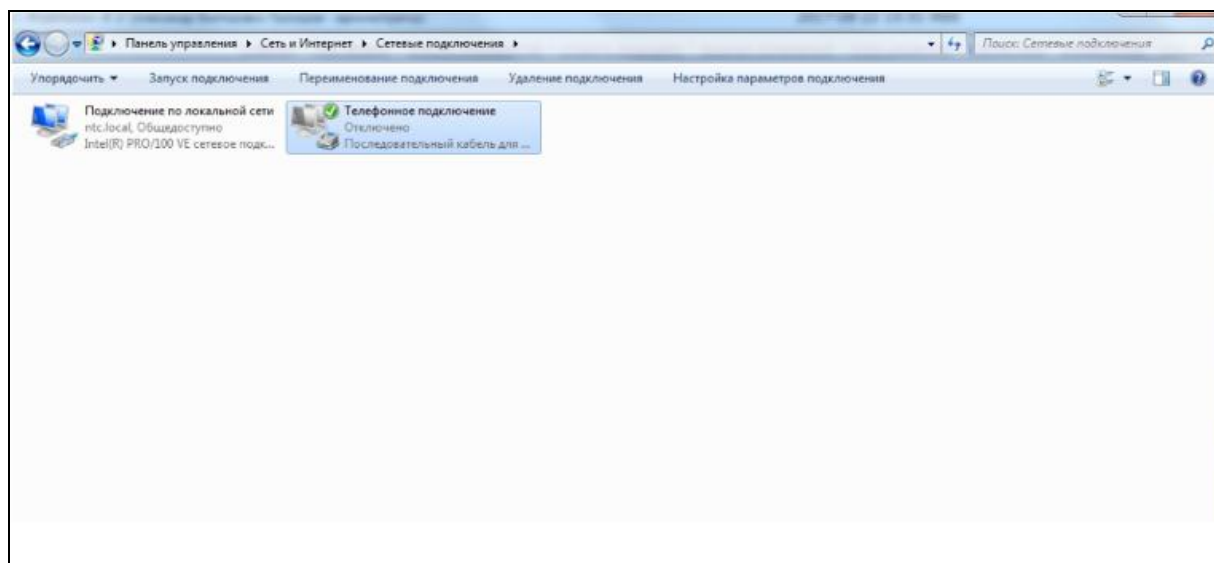 Панель управления Сеть и Интернет Сетевые подключения Поиск: Сетевые подключения
Упорядочить Запуск подключения Переименование подключения Удаление подключения Настройка параметров подключения
Подключение по локальной сети
ntc.local, Общедоступно
Intel(R) PRO/100 VE сетевое подк...
Телефонное подключение
Отключено
Последовательный кабель для ...